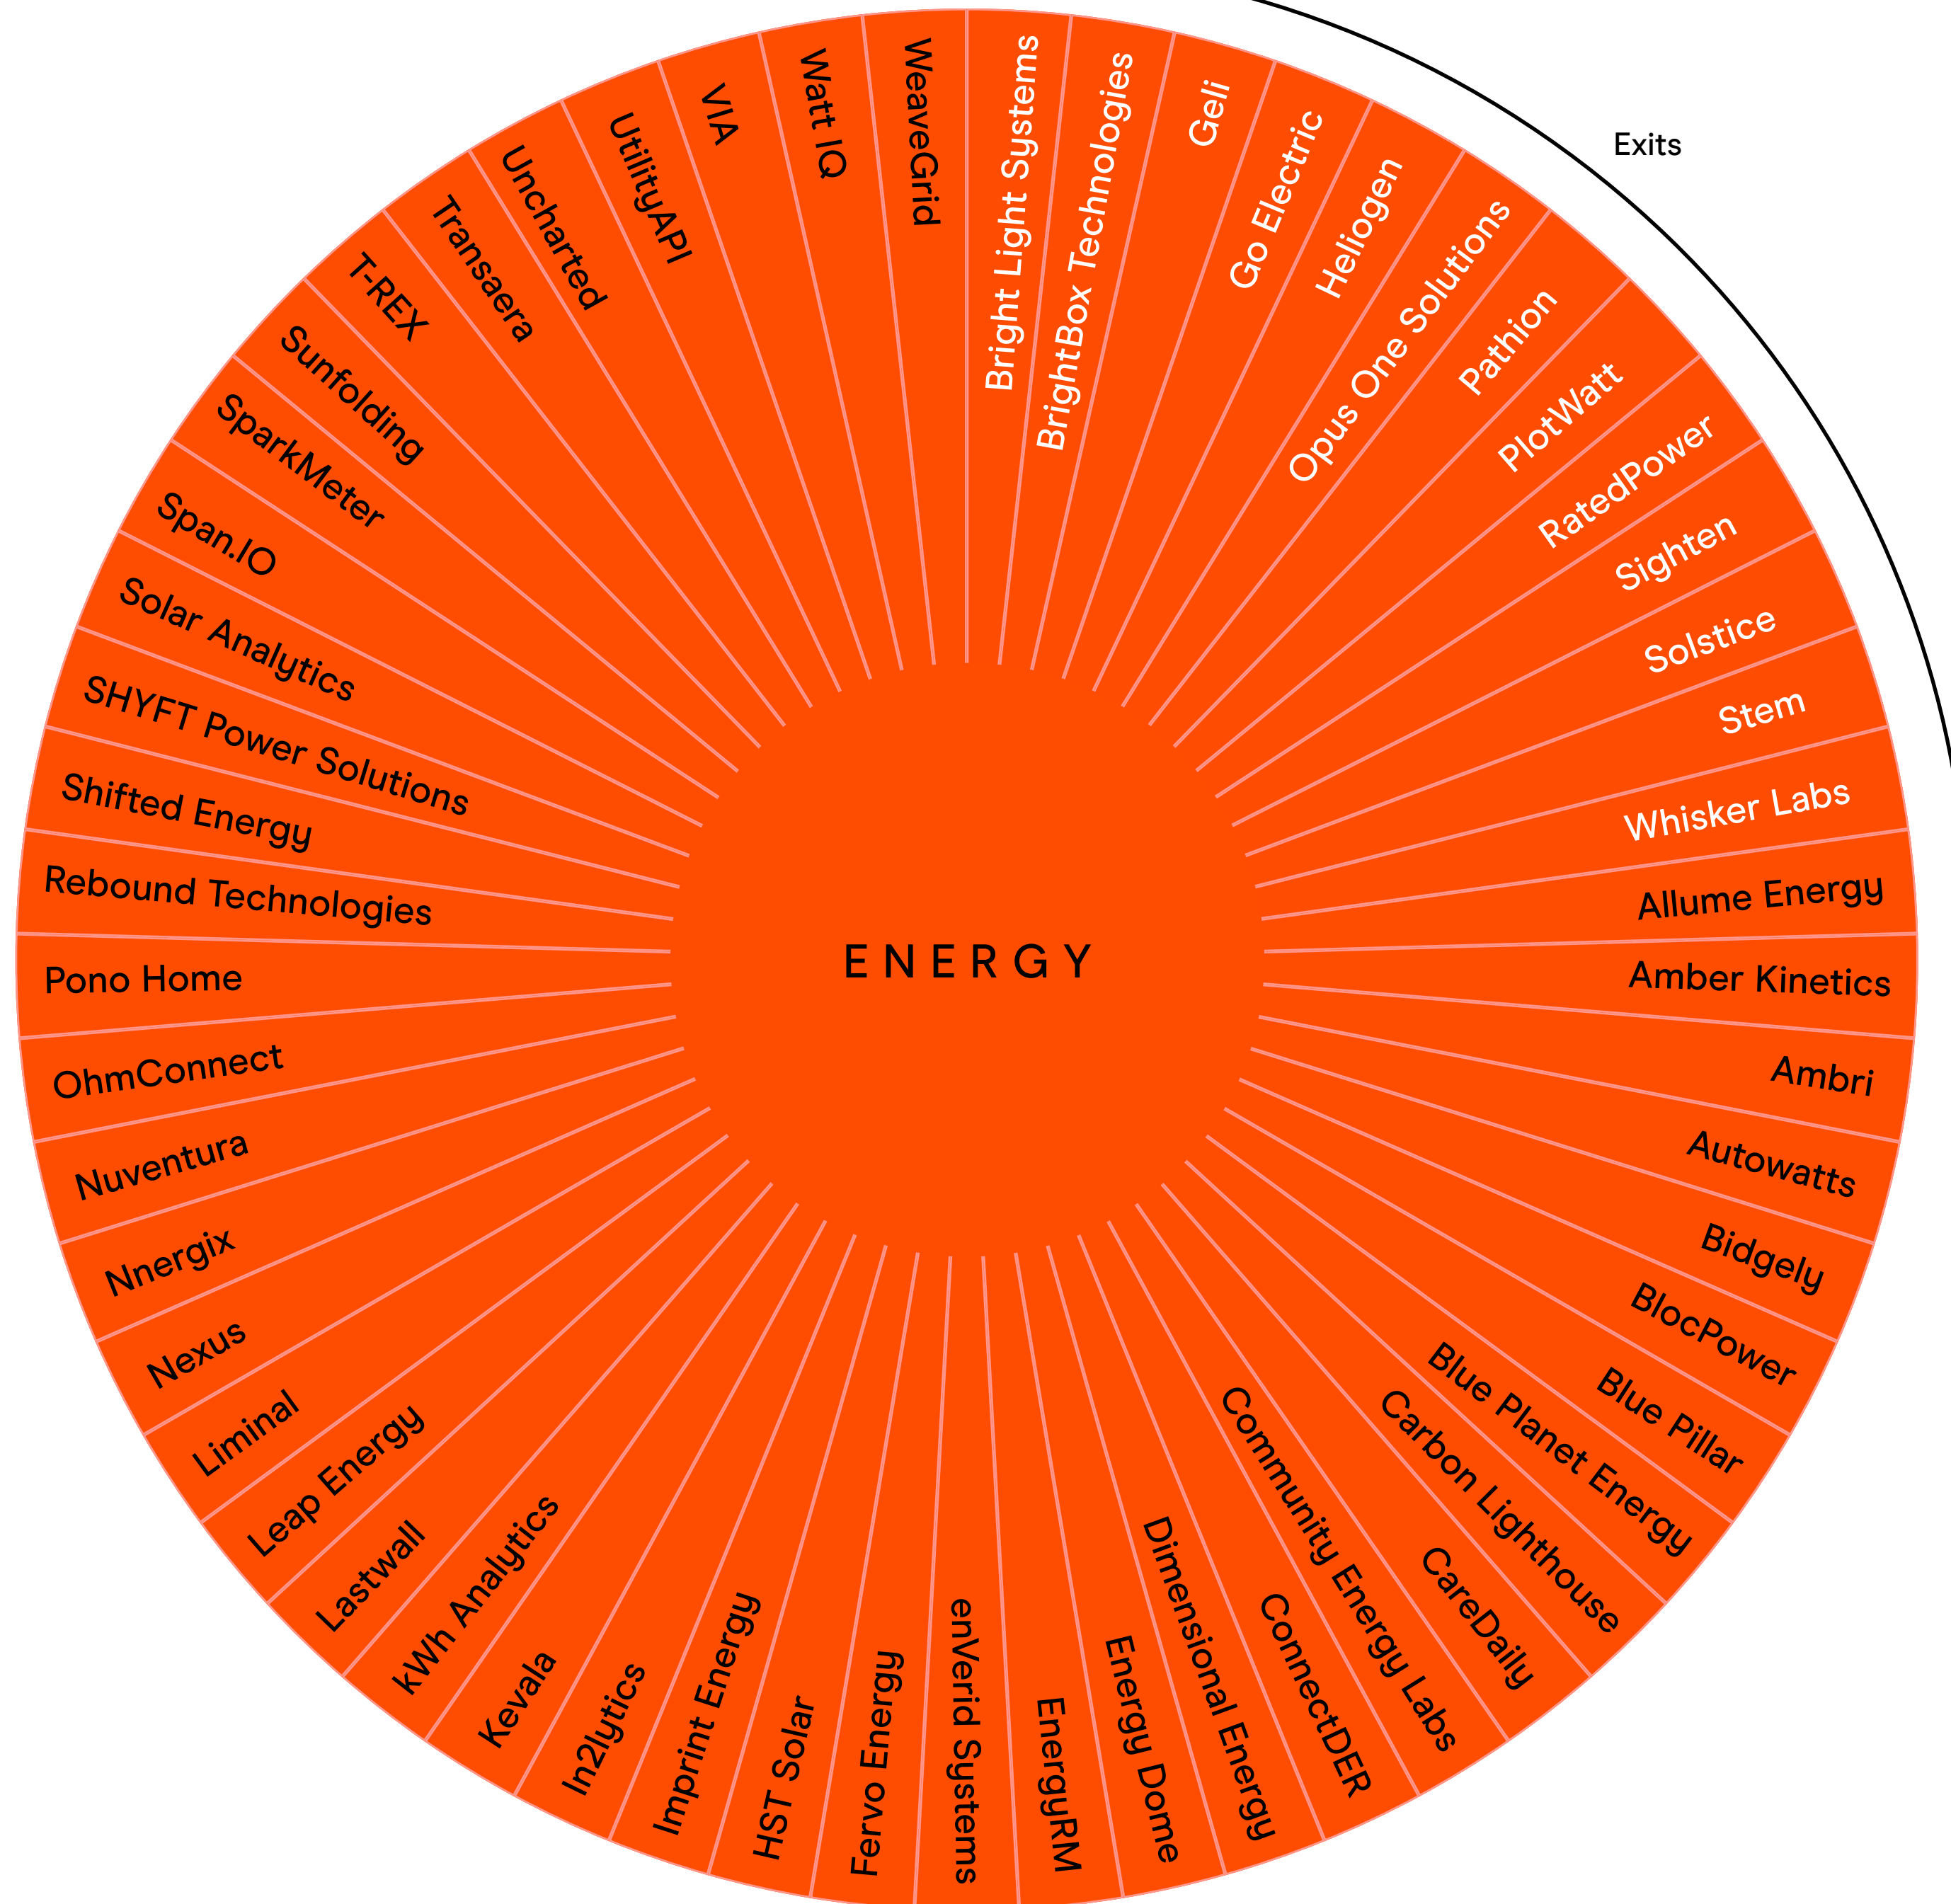 Exits
ENERGY
Bright Light Systems
BrightBox Technologies
Geli
Go Electric
Heliogen
Opus One Solutions
Pathion
PlotWatt
RatedPower
Sighten
Solstice
Stem
Whisker Labs
Allume Energy
Amber Kinetics
Ambri
Autowatts
Bidgely
BlocPower
Blue Pillar
Blue Planet Energy
Carbon Lighthouse
CareDaily
Community Energy Labs
ConnectDER
Dimensional Energy
Energy Dome
EnergyRM
enVerid Systems
Fervo Energy
HST Solar
Imprint Energy
In2lytics
Kevala
kWh Analytics
Lastwall
Leap Energy
Liminal
Nexus
Nnergix
Nuventura
OhmConnect
Pono Home
Rebound Technologies
Shifted Energy
SHYFT Power Solutions
Solar Analytics
Span.IO
SparkMeter
Sunfolding
T-REX
Transaera
Uncharted
UtilityAPI
VIA
Watt IQ
WeaveGrid